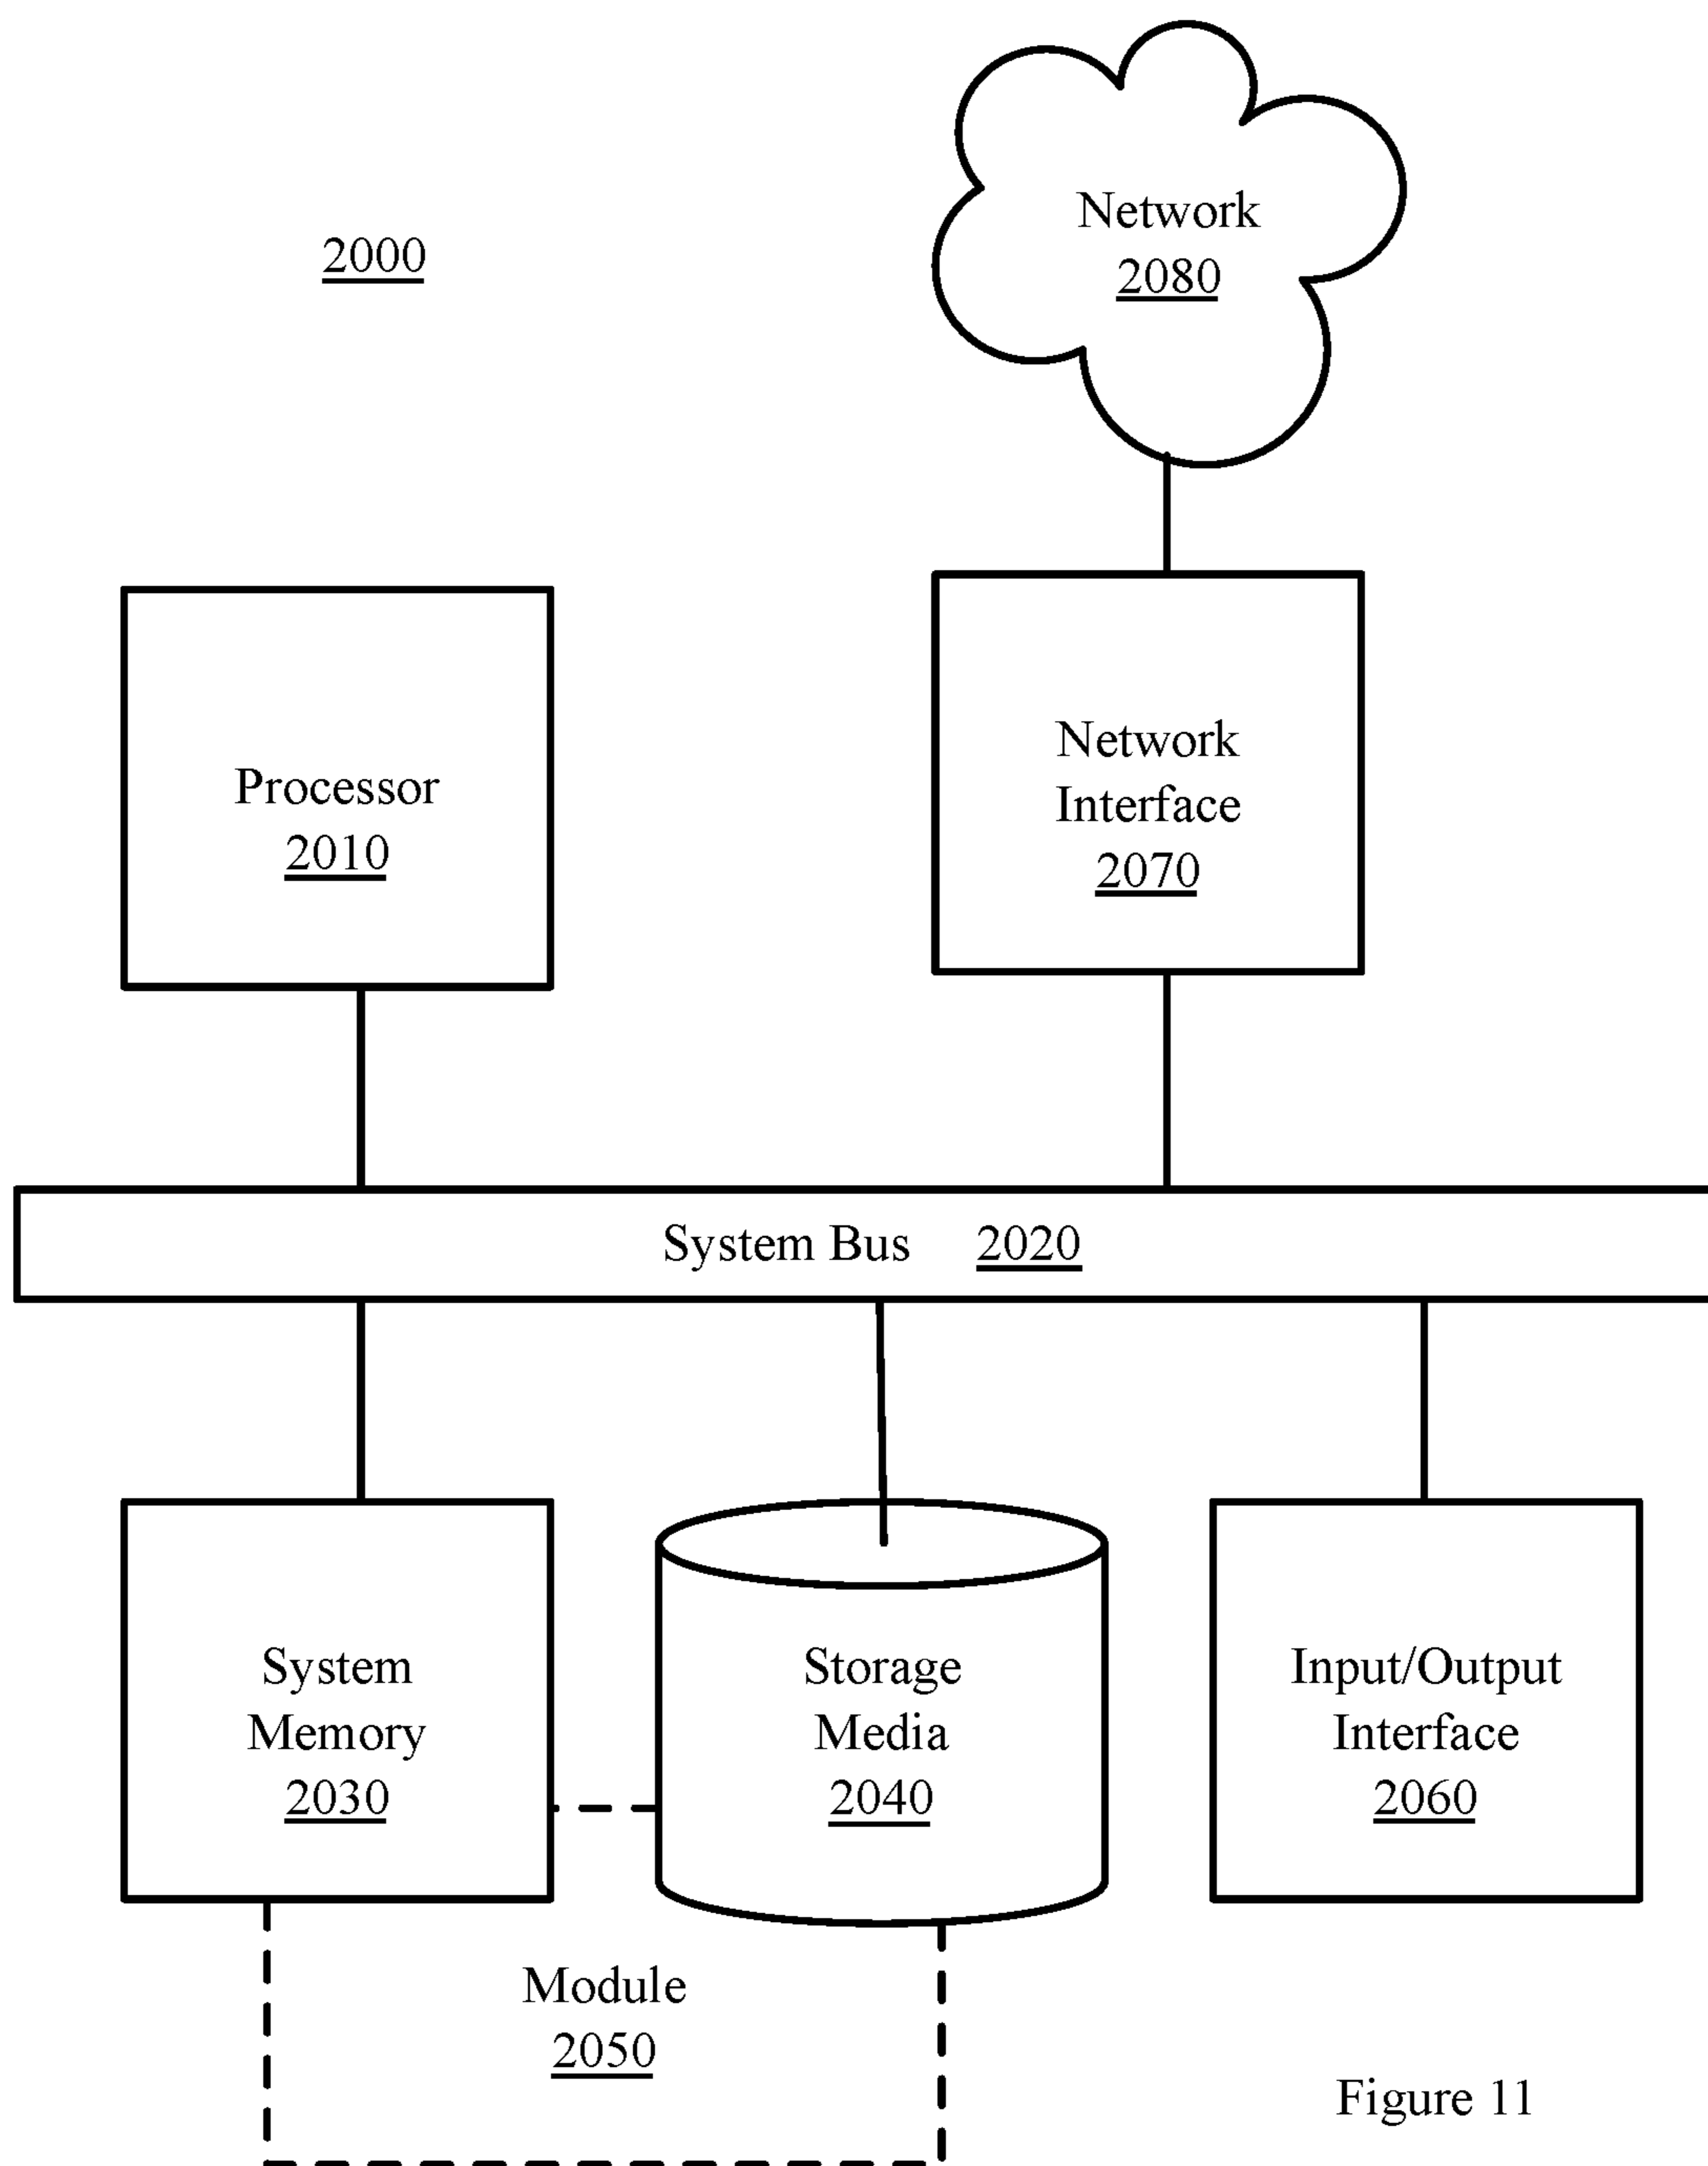 Network
2080
2000
Network
Interface
2070
Processor
2010
System Bus 2020
System
Memory
2030
Storage
Media
2040
Input/Output
Interface
2060
Module
2050
Figure 11